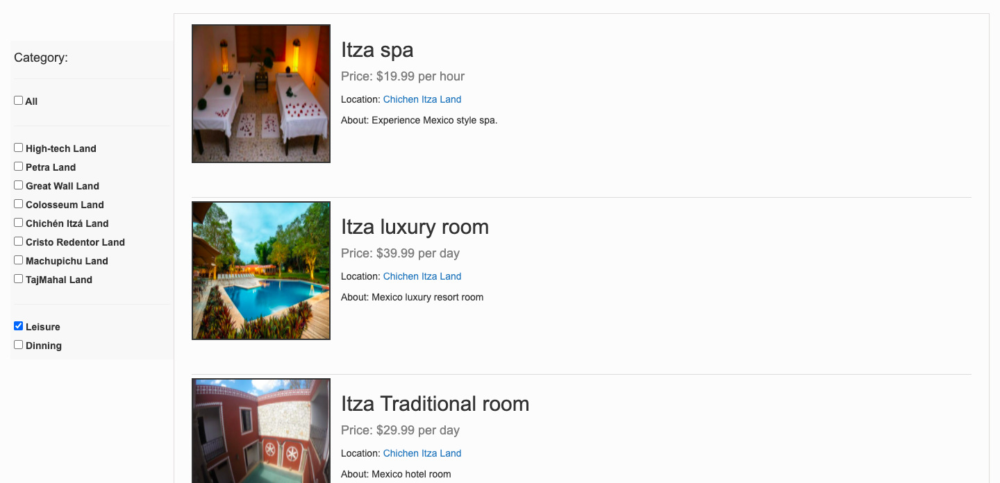 Category:
All
High-tech Land
Petra Land
Great Wall Land
Colosseum Land
Chichén Itzá Land
Cristo Redentor Land
Machupichu Land
TajMahal Land
Leisure
Dinning
Itza spa
Price: $19.99 per hour
Location: Chichen Itza Land
About: Experience Mexico style spa.
Itza luxury room
Price: $39.99 per day
Location: Chichen Itza Land
About: Mexico luxury resort room
Itza Traditional room
Price: $29.99 per day
Location: Chichen Itza Land
About: Mexico hotel room